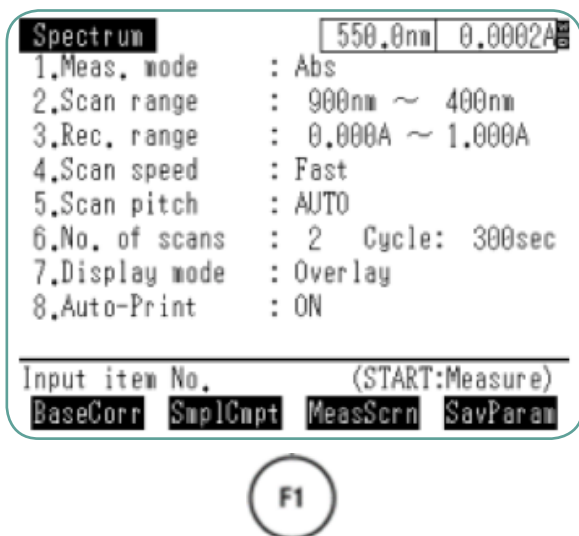 Spectrum 550.0nm 0.0002A
1.Meas. mode : Abs
2.Scan range : 900nm ~ 400nm
3.Rec. range : 0.000A ~ 1.000A
4.Scan speed : Fast
5.Scan pitch : AUTO
6.No. of scans : 2 Cycle: 300sec
7.Display mode : Overlay
8.Auto-Print : ON
Input item No. (START:Measure)
BaseCorr SmplCmpt MeasScrn SavParam
F1